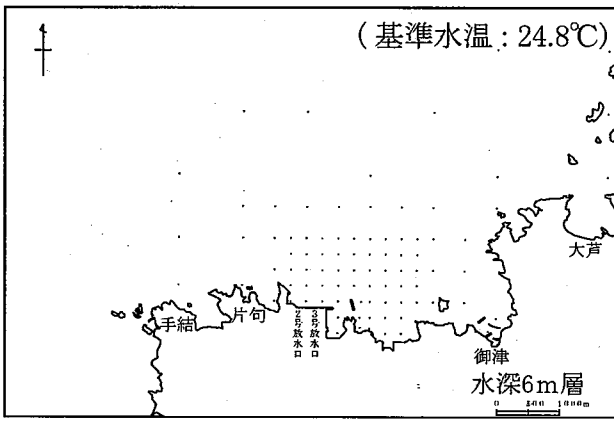 (基準水温:24.8℃)
大芦
手結
片句
2号放水口
3号放水口
御津
水深6m層
0 500 1000m